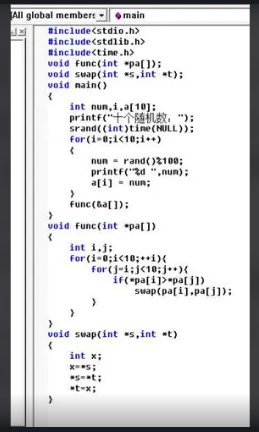 (All global members
main
#include<stdio.h>
#include<stdlib.h>
#include<time.h>
void func(int *pa[]);
void swap(int *s,int *t);
void main()
{
int num,i,a[10];
printf("十个随机数：");
srand((int)time(NULL));
for(i=0;i<10;i++)
{
num = rand()%100;
printf("%d ",num);
a[i] = num;
}
func(&a[]);
}
void func(int *pa[])
{
int i,j;
for(i=0;i<10;++i){
for(j=i;j<10;j++){
if(*pa[i]>*pa[j])
swap(pa[i],pa[j]);
}
}
}
void swap(int *s,int *t)
{
int x;
x=*s;
*s=*t;
*t=x;
}